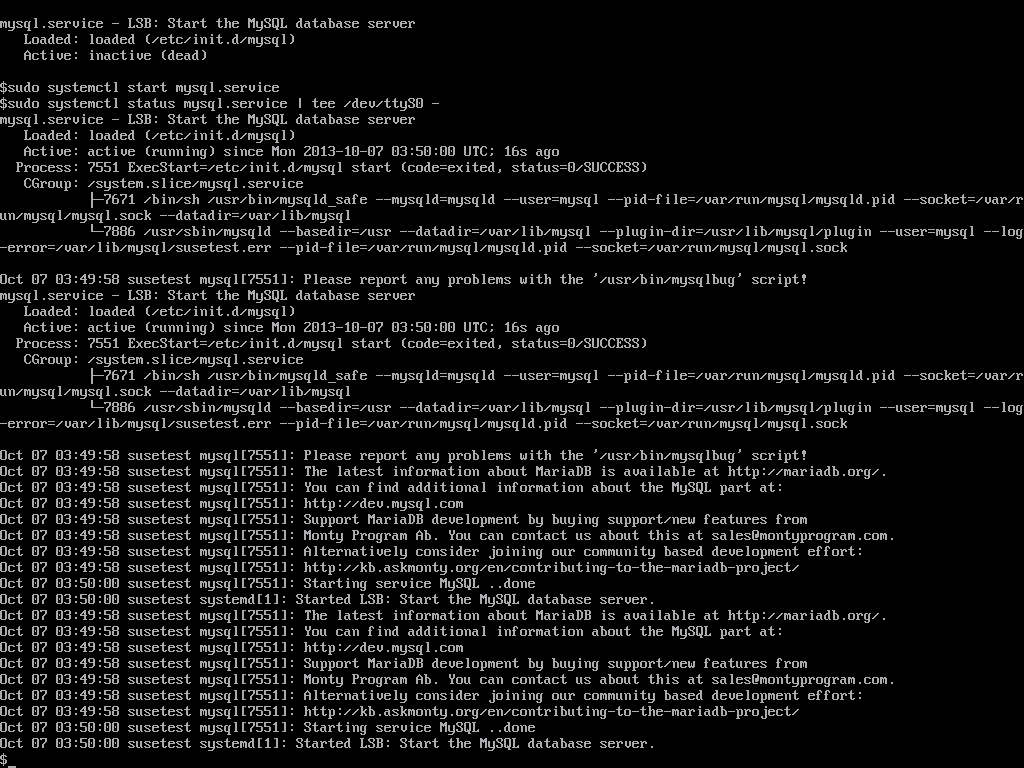 mysql.service - LSB: Start the MySQL database server
   Loaded: loaded (/etc/init.d/mysql)
   Active: inactive (dead)

$sudo systemctl start mysql.service
$sudo systemctl status mysql.service | tee /dev/ttyS0 -
mysql.service - LSB: Start the MySQL database server
   Loaded: loaded (/etc/init.d/mysql)
   Active: active (running) since Mon 2013-10-07 03:50:00 UTC; 16s ago
  Process: 7551 ExecStart=/etc/init.d/mysql start (code=exited, status=0/SUCCESS)
   CGroup: /system.slice/mysql.service
           ├─7671 /bin/sh /usr/bin/mysqld_safe --mysqld=mysqld --user=mysql --pid-file=/var/run/mysql/mysqld.pid --socket=/var/r
un/mysql/mysql.sock --datadir=/var/lib/mysql
           └─7886 /usr/sbin/mysqld --basedir=/usr --datadir=/var/lib/mysql --plugin-dir=/usr/lib/mysql/plugin --user=mysql --log
-error=/var/lib/mysql/susetest.err --pid-file=/var/run/mysql/mysqld.pid --socket=/var/run/mysql/mysql.sock

Oct 07 03:49:58 susetest mysql[7551]: Please report any problems with the '/usr/bin/mysqlbug' script!
mysql.service - LSB: Start the MySQL database server
   Loaded: loaded (/etc/init.d/mysql)
   Active: active (running) since Mon 2013-10-07 03:50:00 UTC; 16s ago
  Process: 7551 ExecStart=/etc/init.d/mysql start (code=exited, status=0/SUCCESS)
   CGroup: /system.slice/mysql.service
           ├─7671 /bin/sh /usr/bin/mysqld_safe --mysqld=mysqld --user=mysql --pid-file=/var/run/mysql/mysqld.pid --socket=/var/r
un/mysql/mysql.sock --datadir=/var/lib/mysql
           └─7886 /usr/sbin/mysqld --basedir=/usr --datadir=/var/lib/mysql --plugin-dir=/usr/lib/mysql/plugin --user=mysql --log
-error=/var/lib/mysql/susetest.err --pid-file=/var/run/mysql/mysqld.pid --socket=/var/run/mysql/mysql.sock

Oct 07 03:49:58 susetest mysql[7551]: Please report any problems with the '/usr/bin/mysqlbug' script!
Oct 07 03:49:58 susetest mysql[7551]: The latest information about MariaDB is available at http://mariadb.org/.
Oct 07 03:49:58 susetest mysql[7551]: You can find additional information about the MySQL part at:
Oct 07 03:49:58 susetest mysql[7551]: http://dev.mysql.com
Oct 07 03:49:58 susetest mysql[7551]: Support MariaDB development by buying support/new features from
Oct 07 03:49:58 susetest mysql[7551]: Monty Program Ab. You can contact us about this at sales@montyprogram.com.
Oct 07 03:49:58 susetest mysql[7551]: Alternatively consider joining our community based development effort:
Oct 07 03:49:58 susetest mysql[7551]: http://kb.askmonty.org/en/contributing-to-the-mariadb-project/
Oct 07 03:50:00 susetest mysql[7551]: Starting service MySQL ..done
Oct 07 03:50:00 susetest systemd[1]: Started LSB: Start the MySQL database server.
Oct 07 03:49:58 susetest mysql[7551]: The latest information about MariaDB is available at http://mariadb.org/.
Oct 07 03:49:58 susetest mysql[7551]: You can find additional information about the MySQL part at:
Oct 07 03:49:58 susetest mysql[7551]: http://dev.mysql.com
Oct 07 03:49:58 susetest mysql[7551]: Support MariaDB development by buying support/new features from
Oct 07 03:49:58 susetest mysql[7551]: Monty Program Ab. You can contact us about this at sales@montyprogram.com.
Oct 07 03:49:58 susetest mysql[7551]: Alternatively consider joining our community based development effort:
Oct 07 03:49:58 susetest mysql[7551]: http://kb.askmonty.org/en/contributing-to-the-mariadb-project/
Oct 07 03:50:00 susetest mysql[7551]: Starting service MySQL ..done
Oct 07 03:50:00 susetest systemd[1]: Started LSB: Start the MySQL database server.
$_